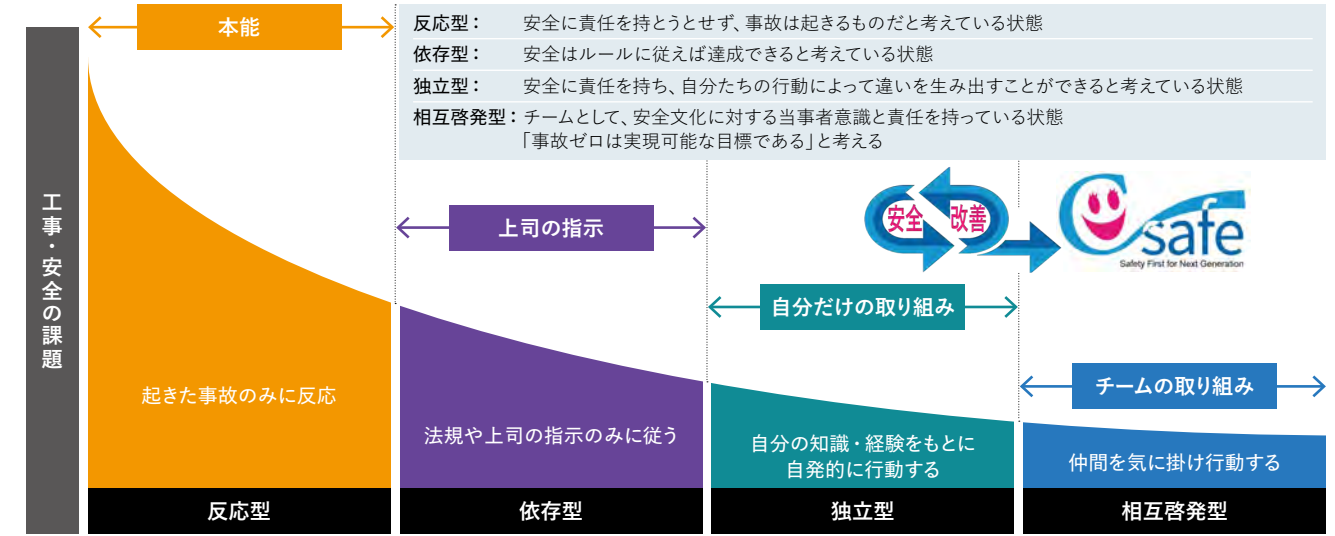 本能
反応型： 安全に責任を持とうとせず、事故は起きるものだと考えている状態
依存型： 安全はルールに従えば達成できると考えている状態
独立型： 安全に責任を持ち、自分たちの行動によって違いを生み出すことができると考えている状態
相互啓発型：チームとして、安全文化に対する当事者意識と責任を持っている状態
「事故ゼロは実現可能な目標である」と考える
工事・安全の課題
上司の指示
安全 改善
Csafe
Safety First for Next Generation
自分だけの取り組み
チームの取り組み
起きた事故のみに反応
法規や上司の指示のみに従う
自分の知識・経験をもとに
自発的に行動する
仲間を気に掛け行動する
反応型
依存型
独立型
相互啓発型